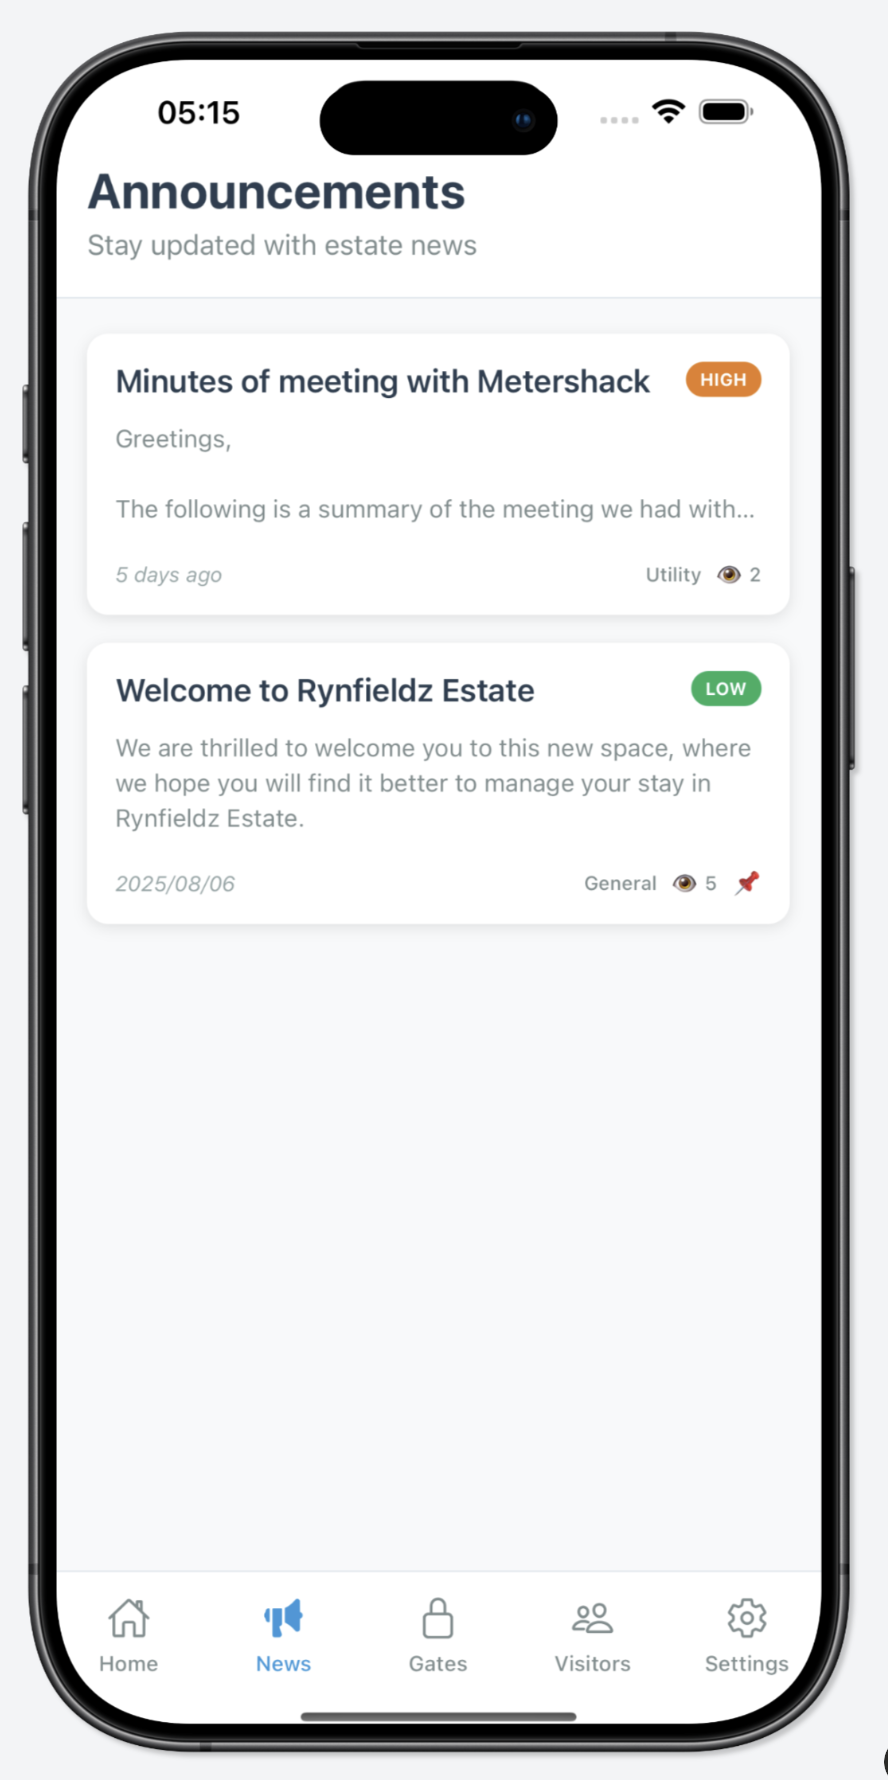 05:15
Announcements
Stay updated with estate news
Minutes of meeting with Metershack
HIGH
Greetings,
The following is a summary of the meeting we had with...
5 days ago
Utility
2
Welcome to Rynfieldz Estate
LOW
We are thrilled to welcome you to this new space, where
we hope you will find it better to manage your stay in
Rynfieldz Estate.
2025/08/06
General
5
Home
News
Gates
Visitors
Settings